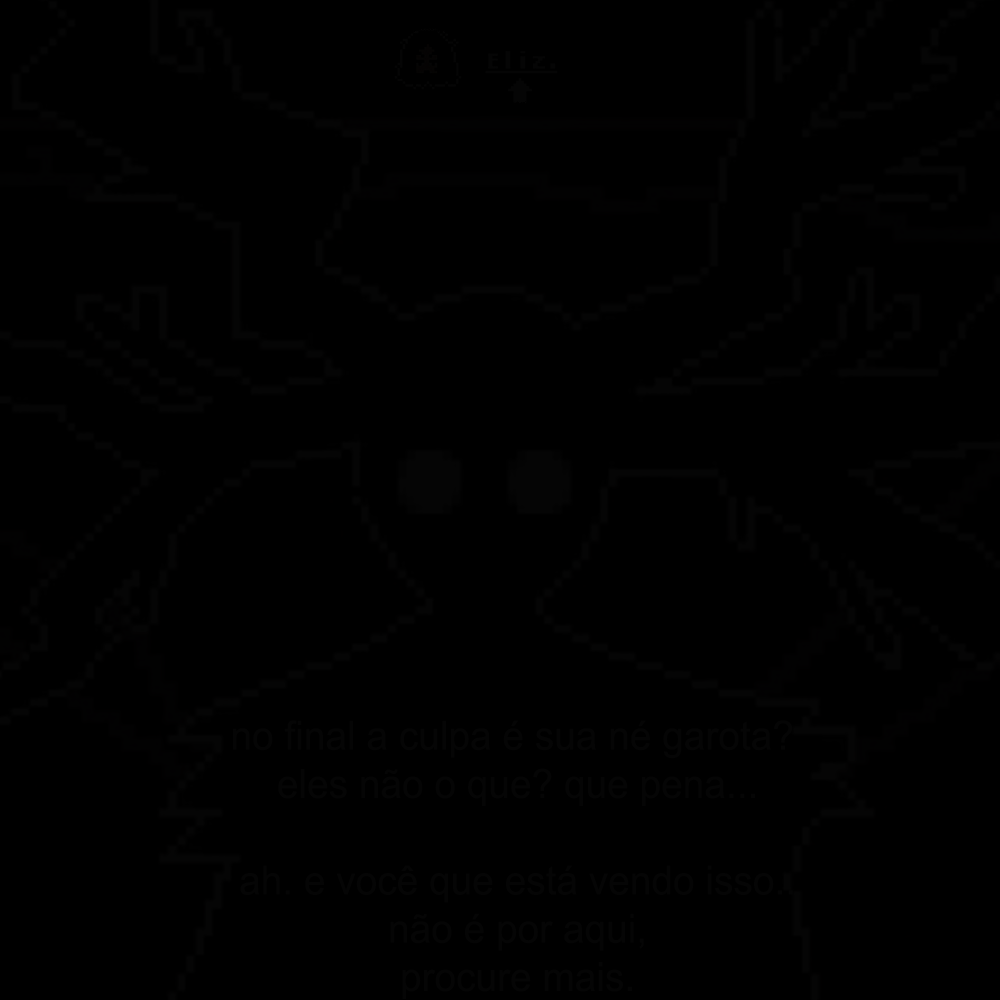 Eliz.
no final a culpa é sua né garota?
eles não o que? que pena...
ah. e você que está vendo isso.
não é por aqui,
procure mais.